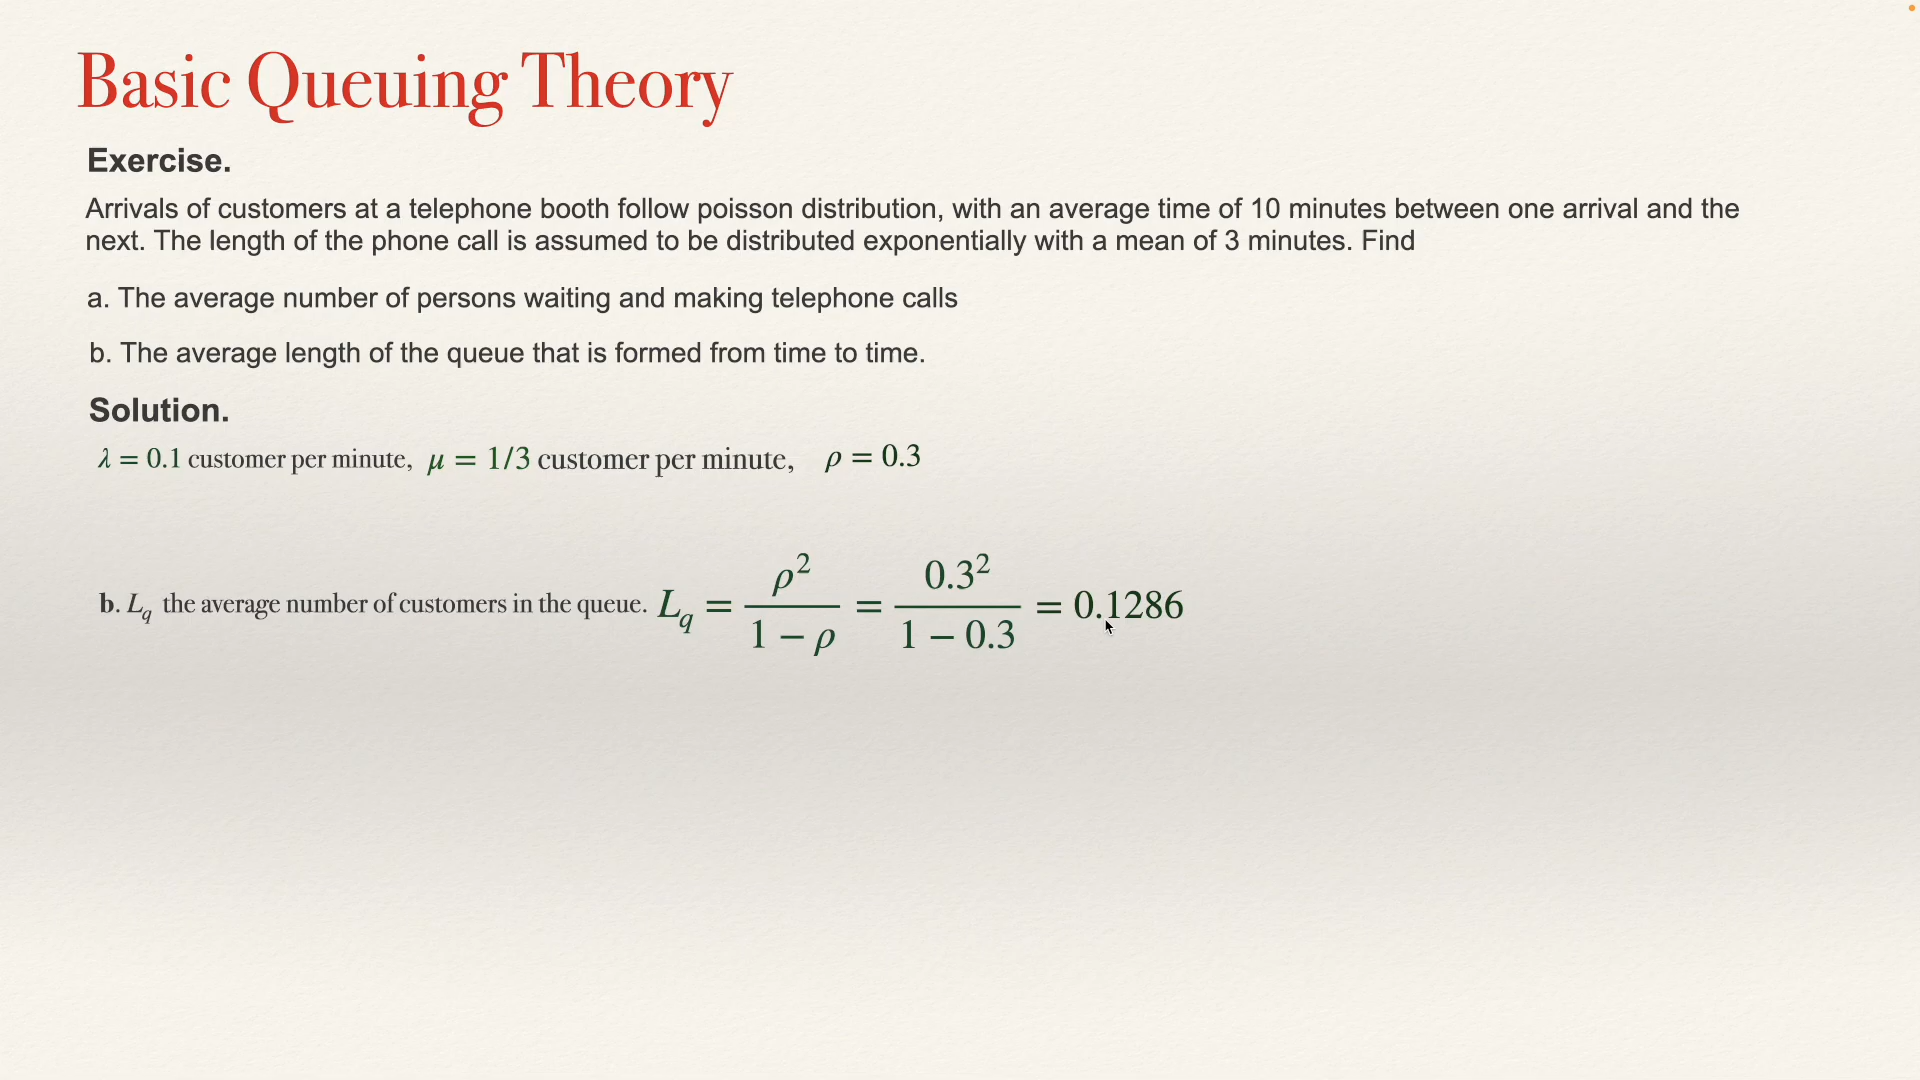 Basic Queuing Theory
Exercise.
Arrivals of customers at a telephone booth follow poisson distribution, with an average time of 10 minutes between one arrival and the
next. The length of the phone call is assumed to be distributed exponentially with a mean of 3 minutes. Find
a. The average number of persons waiting and making telephone calls
b. The average length of the queue that is formed from time to time.
Solution.
λ = 0.1 customer per minute, μ = 1/3 customer per minute, ρ = 0.3
b. L_q the average number of customers in the queue. L_q = ρ²/(1 − ρ) = 0.3²/(1 − 0.3) = 0.1286